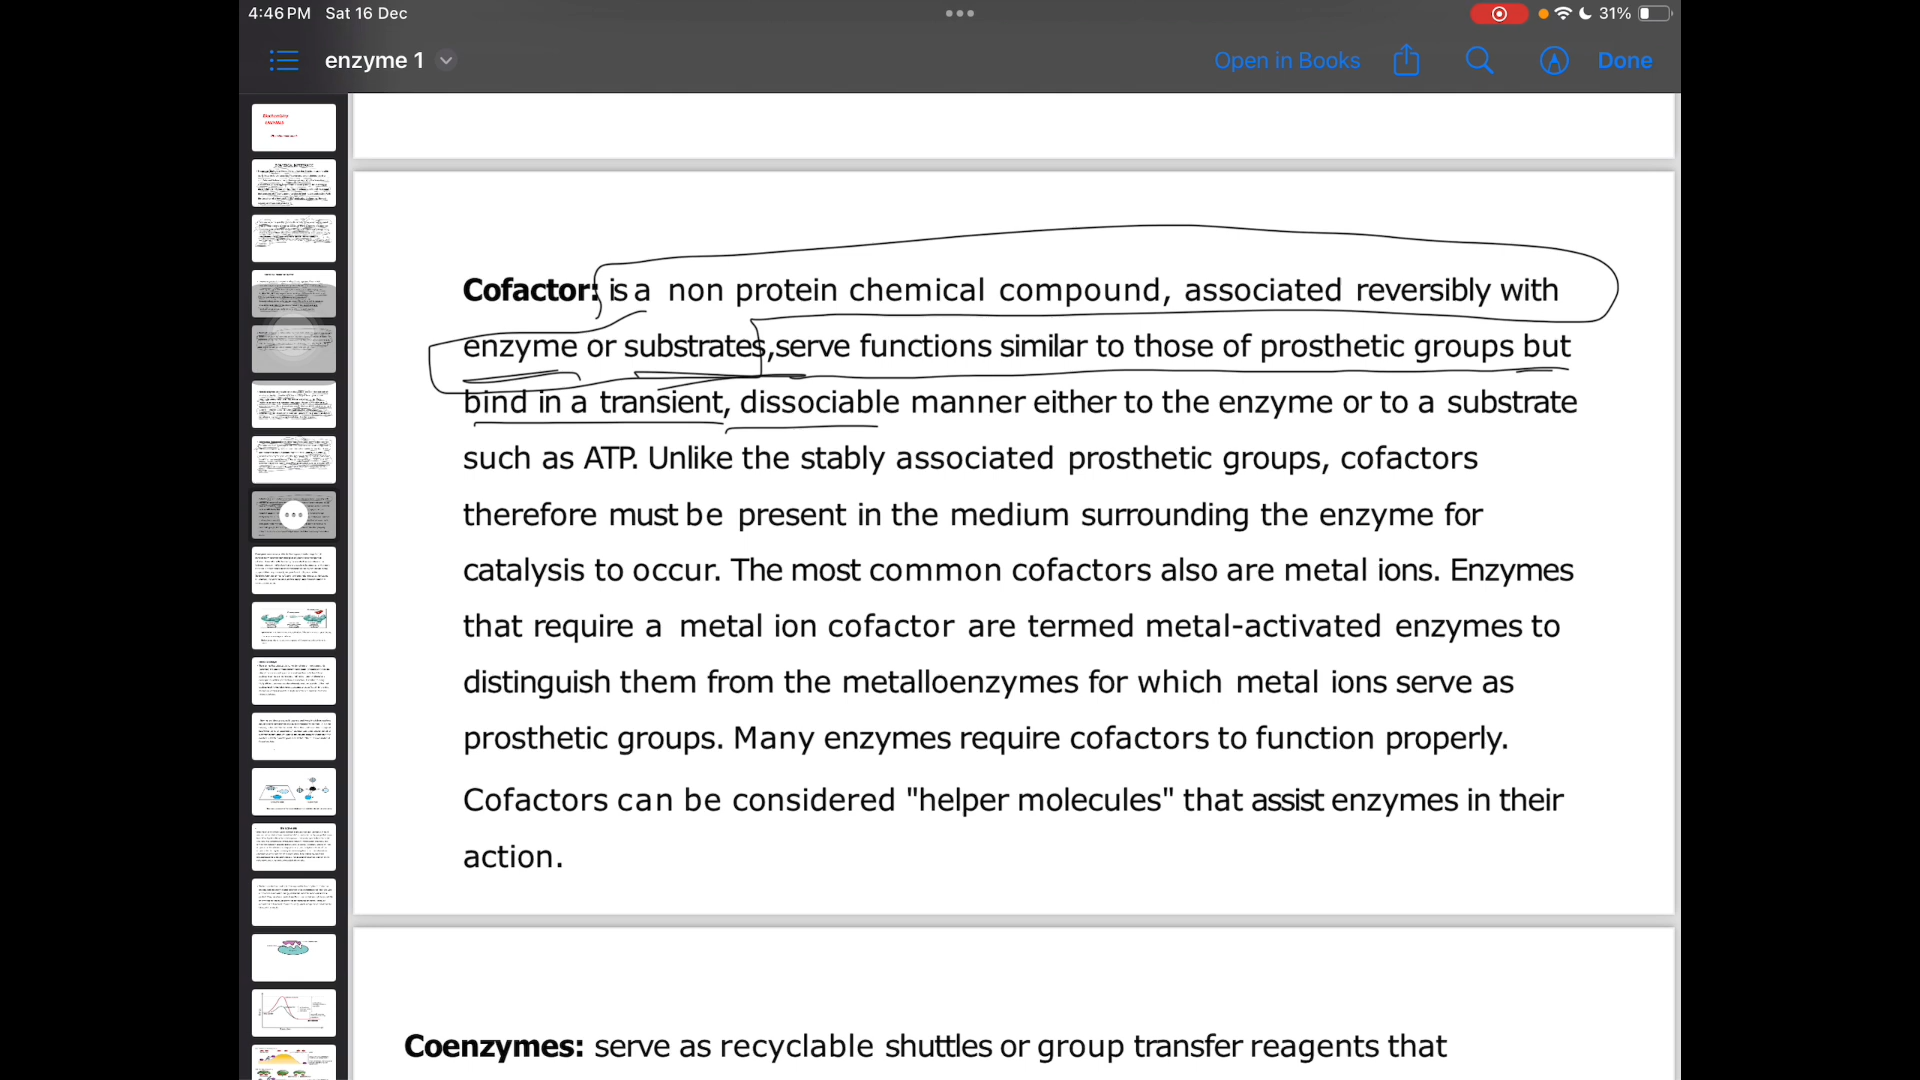 4:46 PM Sat 16 Dec
31%
enzyme 1
Open in Books
Done
Cofactor: is a non protein chemical compound, associated reversibly with
enzyme or substrates,serve functions similar to those of prosthetic groups but
bind in a transient, dissociable manner either to the enzyme or to a substrate
such as ATP. Unlike the stably associated prosthetic groups, cofactors
therefore must be present in the medium surrounding the enzyme for
catalysis to occur. The most common cofactors also are metal ions. Enzymes
that require a metal ion cofactor are termed metal-activated enzymes to
distinguish them from the metalloenzymes for which metal ions serve as
prosthetic groups. Many enzymes require cofactors to function properly.
Cofactors can be considered "helper molecules" that assist enzymes in their
action.
Coenzymes: serve as recyclable shuttles or group transfer reagents that